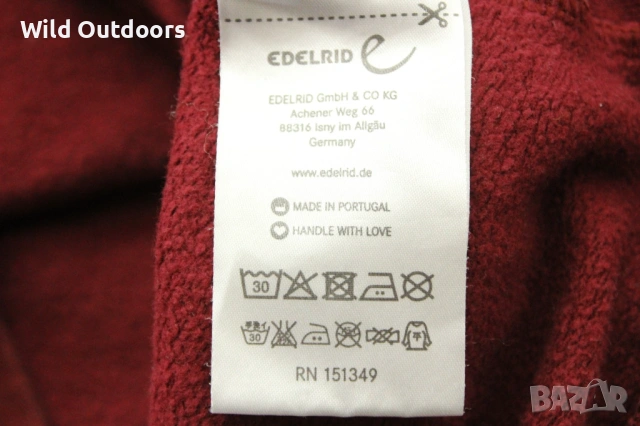 Wild Outdoors
EDELRID
EDELRID GmbH & CO KG
Achener Weg 66
88316 Isny im Allgäu
Germany
www.edelrid.de
MADE IN PORTUGAL
HANDLE WITH LOVE
30
30
RN 151349
BAZAR